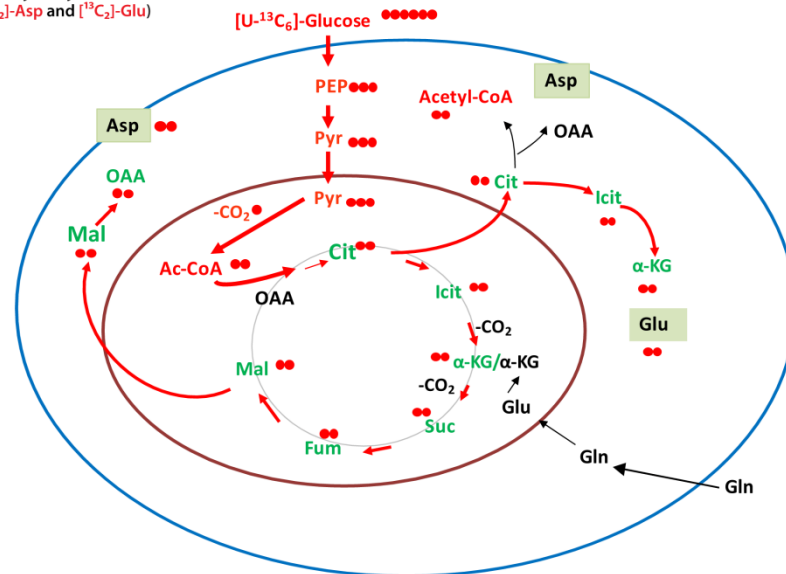 ₂]-Asp and [¹³C₂]-Glu)
[U-¹³C₆]-Glucose
PEP
Acetyl-CoA
Asp
Asp
Pyr
OAA
OAA
Cit
Pyr
Icit
-CO₂
Mal
Cit
Ac-CoA
α-KG
OAA
Icit
Glu
-CO₂
Mal
α-KG/α-KG
-CO₂
Glu
Suc
Fum
Gln
Gln